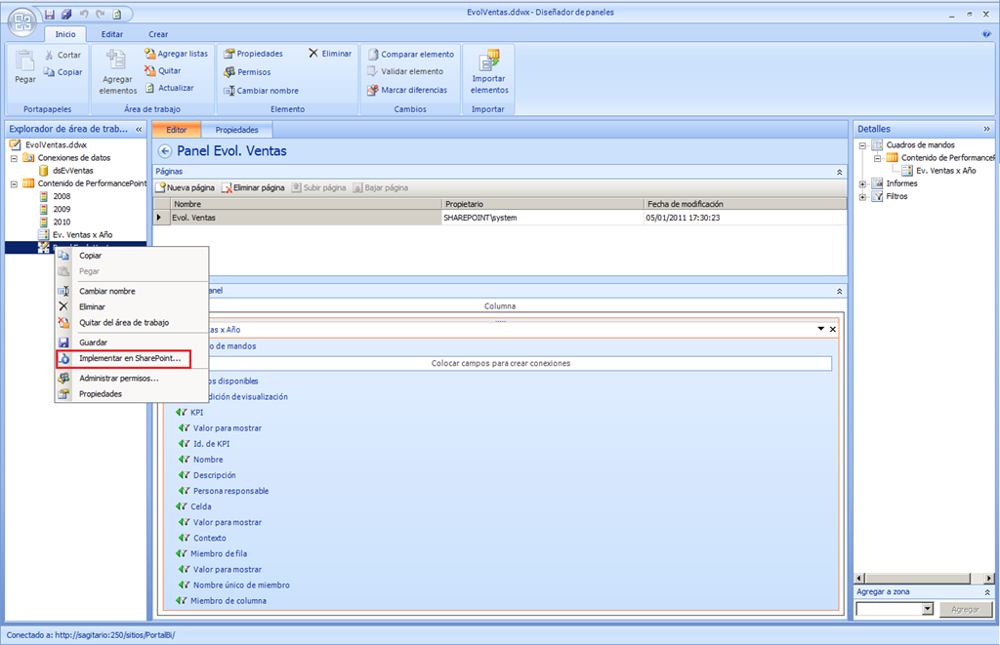 EvolVentas.ddwx - Diseñador de paneles
Inicio Editar Crear
Pegar
Cortar
Copiar
Portapapeles
Agregar elementos
Agregar listas
Quitar
Actualizar
Área de trabajo
Propiedades
Permisos
Cambiar nombre
Eliminar
Elemento
Comparar elemento
Validar elemento
Marcar diferencias
Cambios
Importar elementos
Importar
Explorador de área de trab... «
EvolVentas.ddwx
Conexiones de datos
dsEvVentas
Contenido de PerformancePoint
2008
2009
2010
Ev. Ventas x Año
Copiar
Pegar
Cambiar nombre
Eliminar
Quitar del área de trabajo
Guardar
Implementar en SharePoint...
Administrar permisos...
Propiedades
Editor Propiedades
Panel Evol. Ventas
Páginas
Nueva página Eliminar página Subir página Bajar página
Nombre Propietario Fecha de modificación
Evol. Ventas SHAREPOINT\system 05/01/2011 17:30:23
anel
Columna
as x Año
o de mandos
Colocar campos para crear conexiones
os disponibles
dición de visualización
KPI
Valor para mostrar
Id. de KPI
Nombre
Descripción
Persona responsable
Celda
Valor para mostrar
Contexto
Miembro de fila
Valor para mostrar
Nombre único de miembro
Miembro de columna
Detalles »
Cuadros de mandos
Contenido de PerformanceP
Ev. Ventas x Año
Informes
Filtros
Agregar a zona
Agregar
Conectado a: http://sagitario:250/sitios/PortalBi/